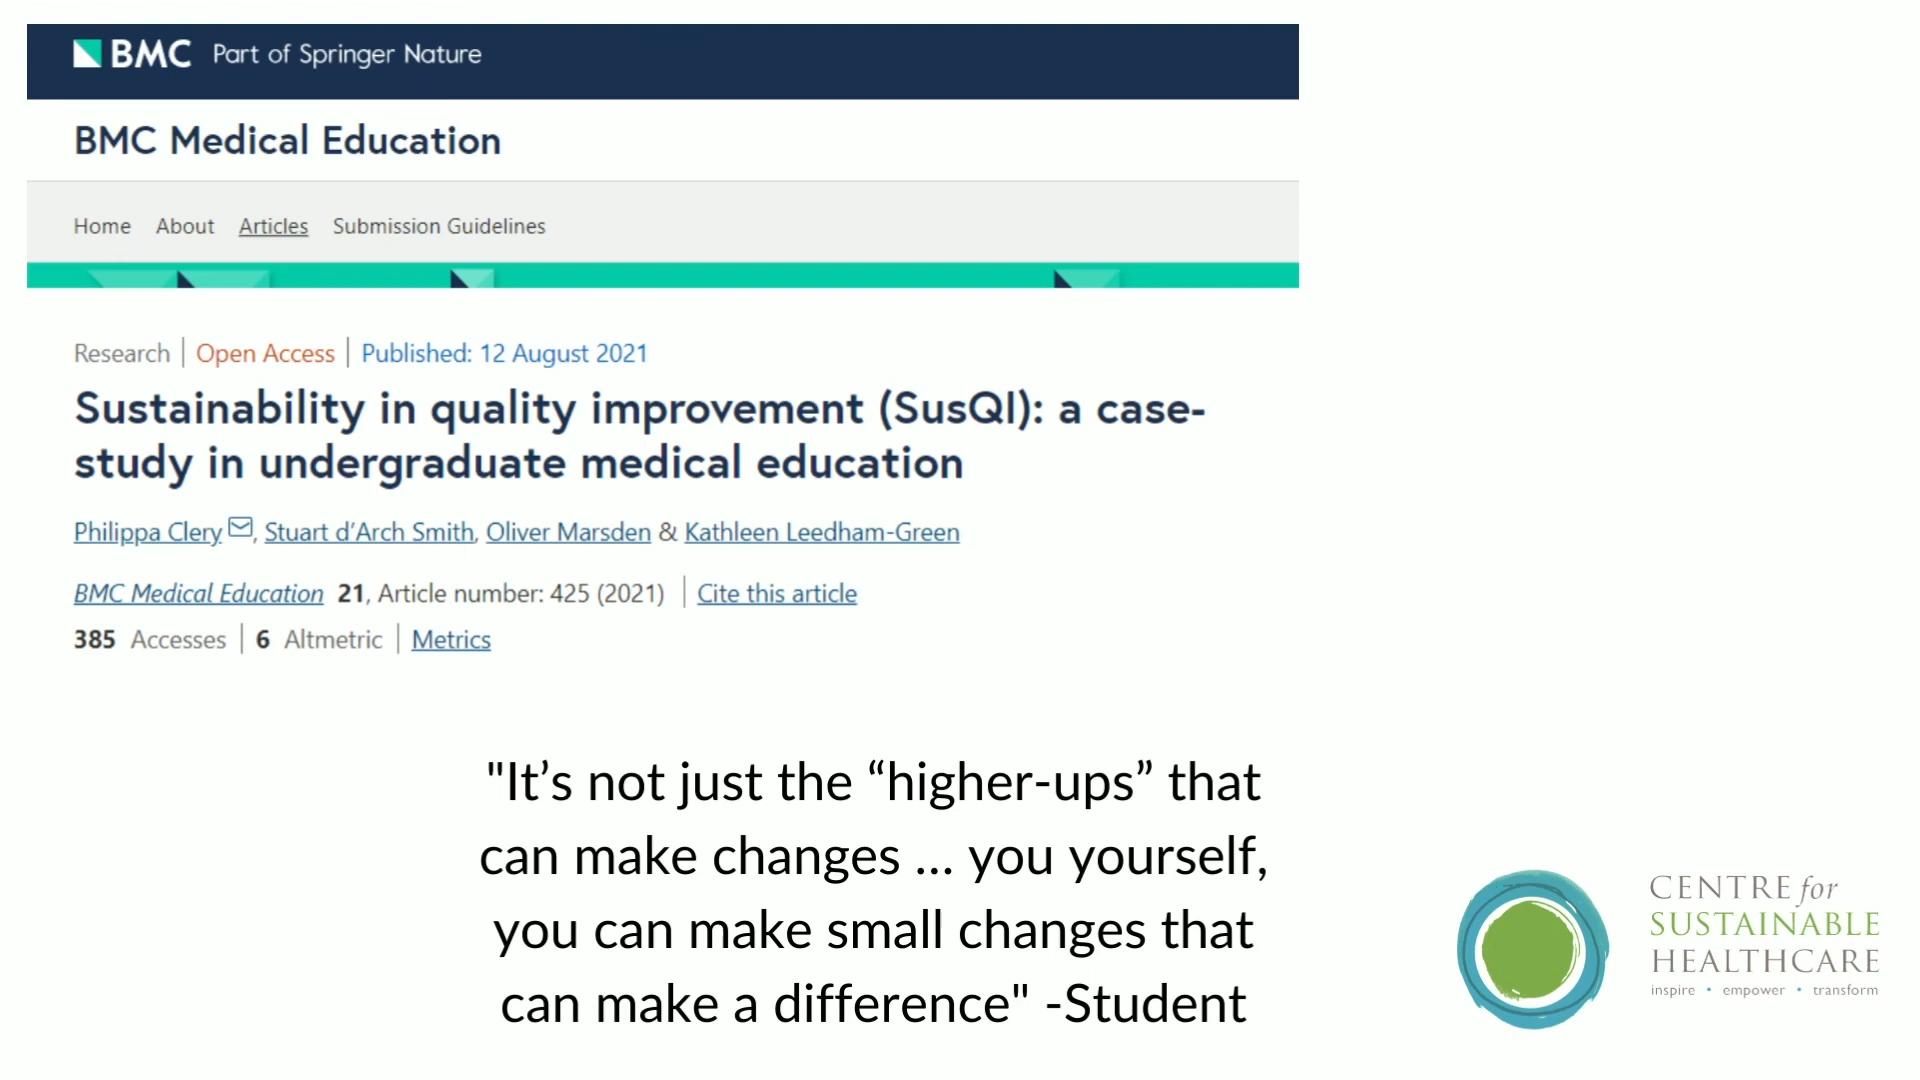 BMC Part of Springer Nature
BMC Medical Education
Home About Articles Submission Guidelines
Research | Open Access | Published: 12 August 2021
Sustainability in quality improvement (SusQI): a case-
study in undergraduate medical education
Philippa Clery, Stuart d’Arch Smith, Oliver Marsden & Kathleen Leedham-Green
BMC Medical Education 21, Article number: 425 (2021) | Cite this article
385 Accesses | 6 Altmetric | Metrics
"It’s not just the “higher-ups” that
can make changes ... you yourself,
you can make small changes that
can make a difference" -Student
CENTRE for
SUSTAINABLE
HEALTHCARE
inspire • empower • transform